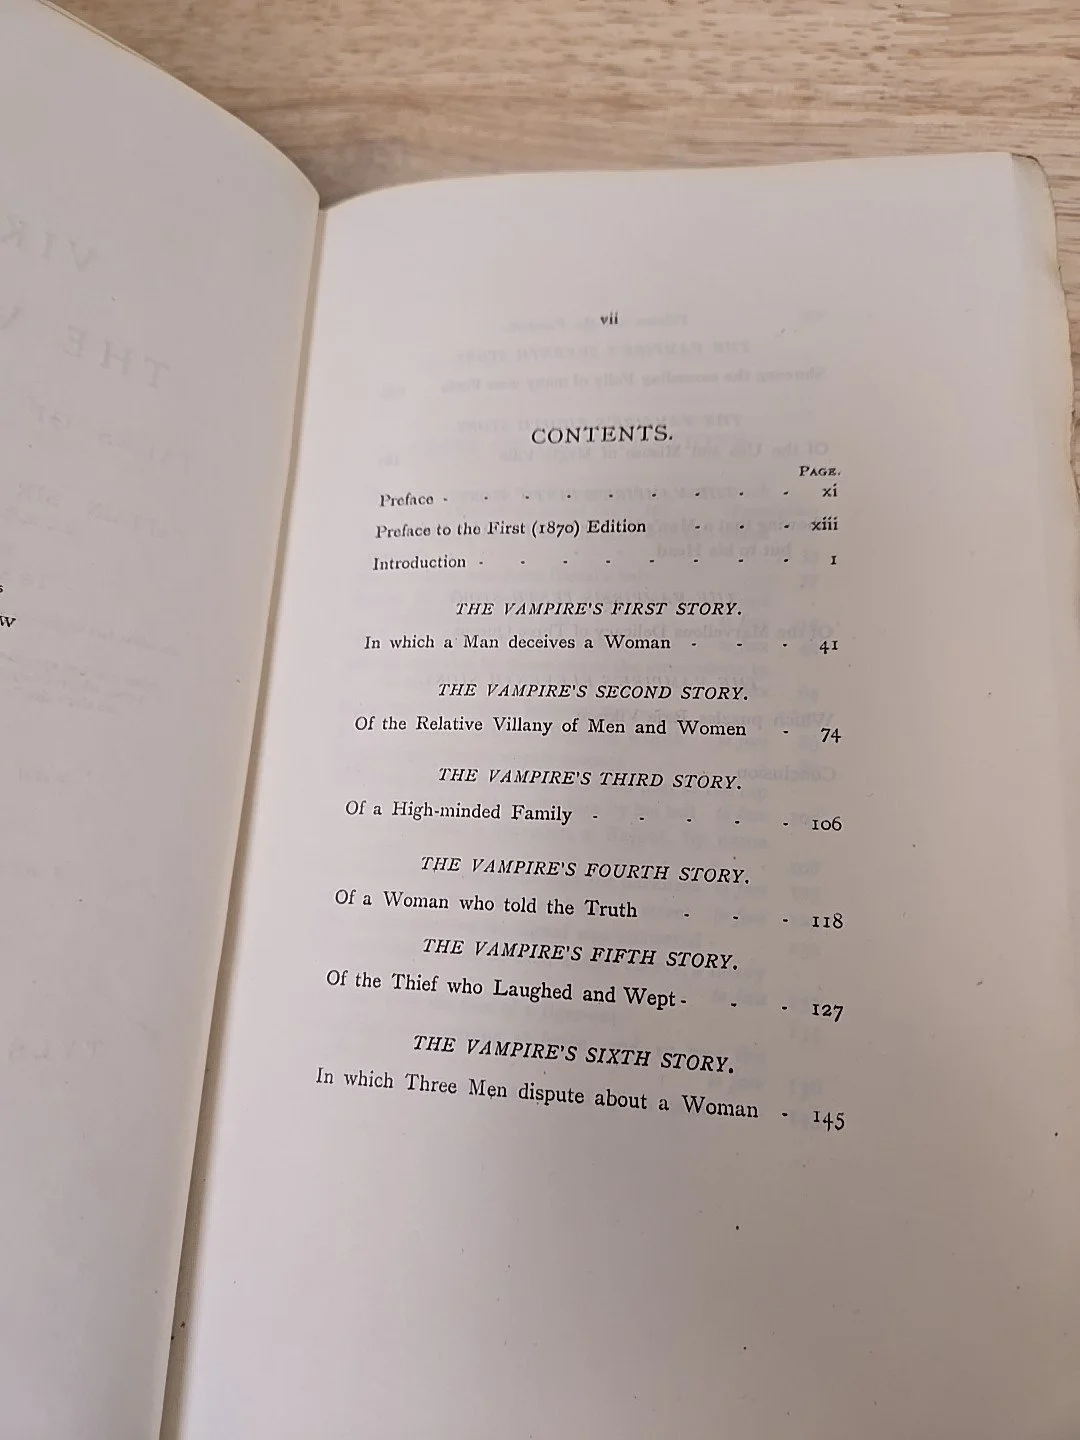 vii
CONTENTS.
PAGE.
Preface - - - - - - - - - xi
Preface to the First (1870) Edition - - - xiii
Introduction - - - - - - - - 1
THE VAMPIRE'S FIRST STORY.
In which a Man deceives a Woman - - - 41
THE VAMPIRE'S SECOND STORY.
Of the Relative Villany of Men and Women - 74
THE VAMPIRE'S THIRD STORY.
Of a High-minded Family - - - - - 106
THE VAMPIRE'S FOURTH STORY.
Of a Woman who told the Truth - - - 118
THE VAMPIRE'S FIFTH STORY.
Of the Thief who Laughed and Wept - - - 127
THE VAMPIRE'S SIXTH STORY.
In which Three Men dispute about a Woman - 145